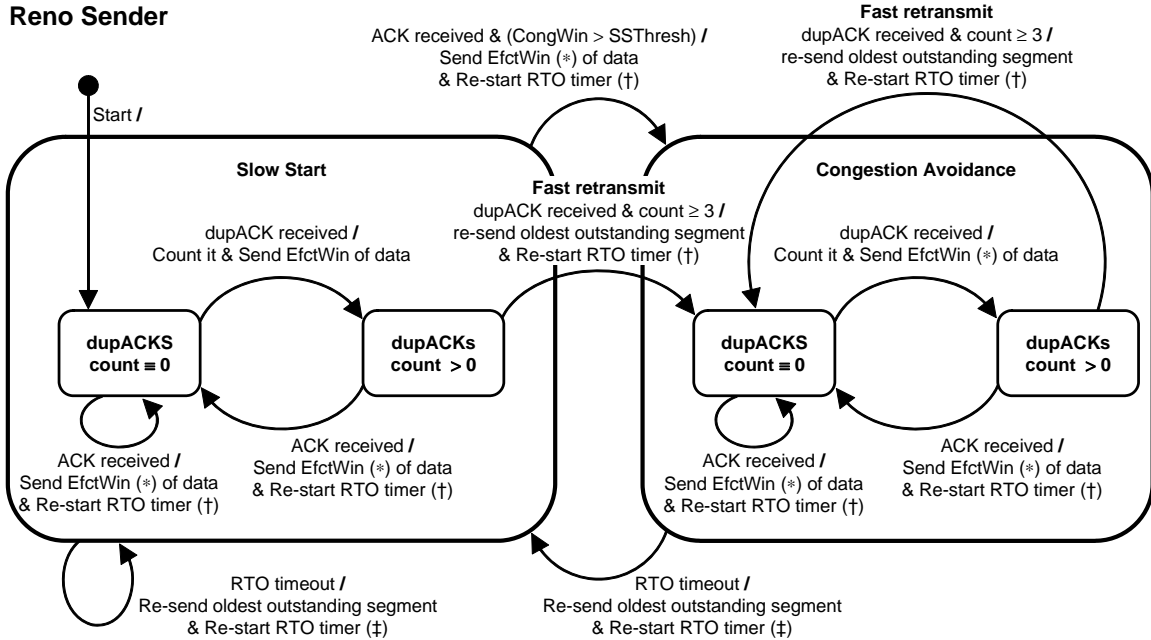 Reno Sender
Start /
ACK received & (CongWin > SSThresh) /
Send EfctWin (*) of data
& Re-start RTO timer (†)
Fast retransmit
dupACK received & count ≥ 3 /
re-send oldest outstanding segment
& Re-start RTO timer (†)
Slow Start
Fast retransmit
dupACK received & count ≥ 3 /
re-send oldest outstanding segment
& Re-start RTO timer (†)
Congestion Avoidance
dupACK received /
Count it & Send EfctWin of data
dupACK received /
Count it & Send EfctWin (*) of data
dupACKS
count ≡ 0
dupACKs
count > 0
dupACKS
count ≡ 0
dupACKs
count > 0
ACK received /
Send EfctWin (*) of data
& Re-start RTO timer (†)
ACK received /
Send EfctWin (*) of data
& Re-start RTO timer (†)
ACK received /
Send EfctWin (*) of data
& Re-start RTO timer (†)
ACK received /
Send EfctWin (*) of data
& Re-start RTO timer (†)
RTO timeout /
Re-send oldest outstanding segment
& Re-start RTO timer (‡)
RTO timeout /
Re-send oldest outstanding segment
& Re-start RTO timer (‡)